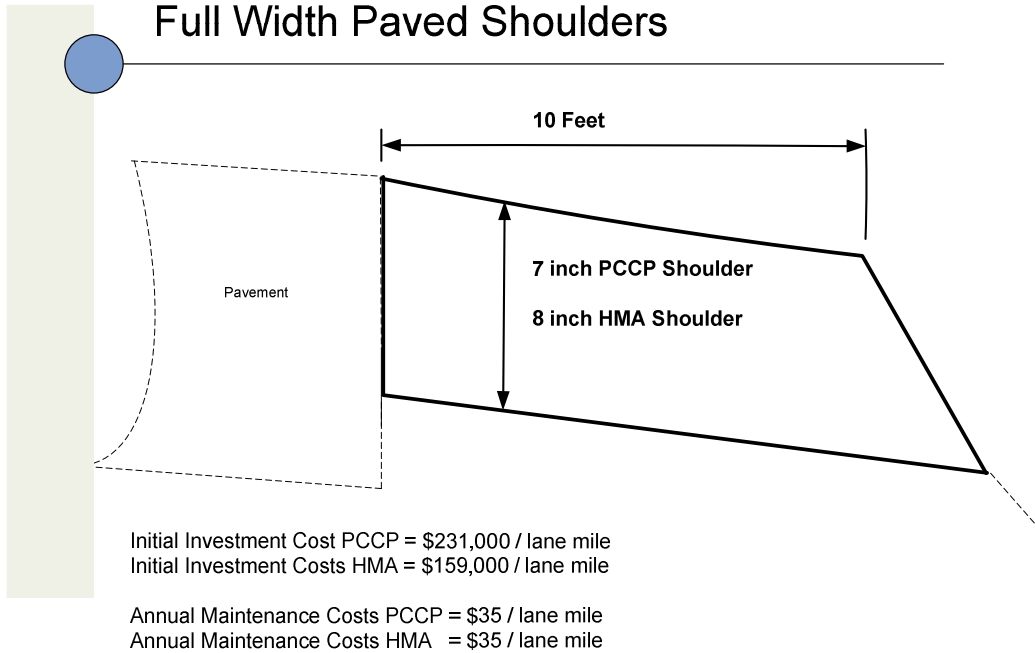 Full Width Paved Shoulders
10 Feet
7 inch PCCP Shoulder
Pavement
8 inch HMA Shoulder
Initial Investment Cost PCCP = $231,000 / lane mile
Initial Investment Costs HMA = $159,000 / lane mile
Annual Maintenance Costs PCCP = $35 / lane mile
Annual Maintenance Costs HMA = $35 / lane mile